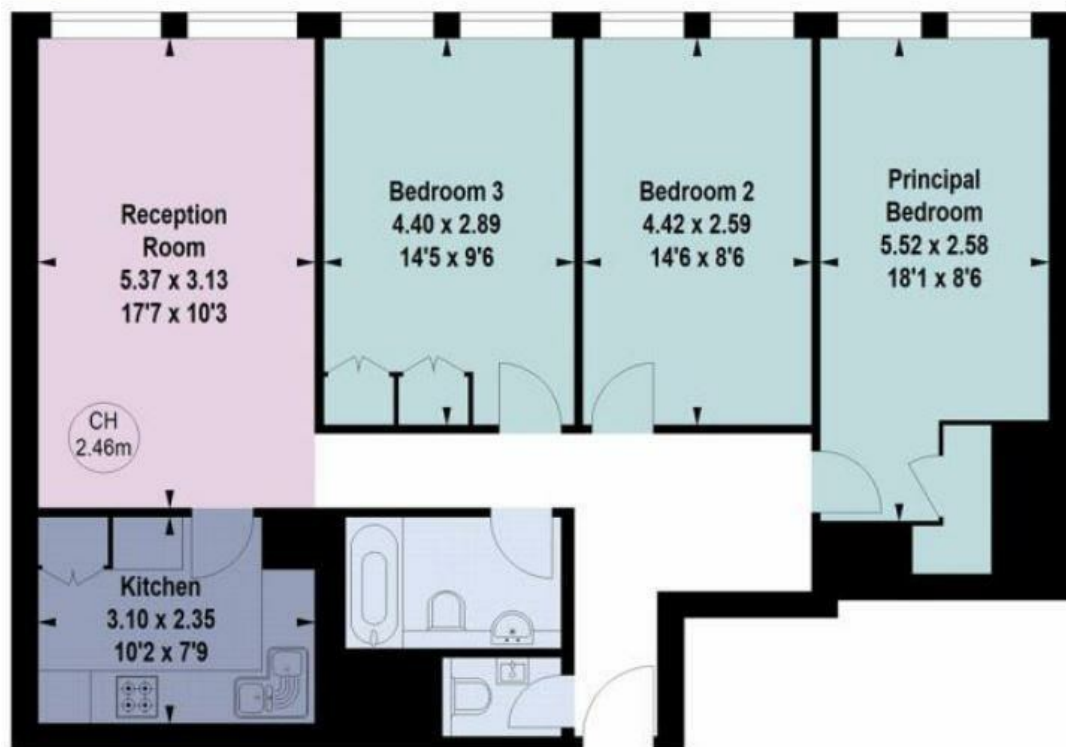 Reception
Room
5.37 x 3.13
17'7 x 10'3
Bedroom 3
4.40 x 2.89
14'5 x 9'6
Bedroom 2
4.42 x 2.59
14'6 x 8'6
Principal
Bedroom
5.52 x 2.58
18'1 x 8'6
CH
2.46m
Kitchen
3.10 x 2.35
10'2 x 7'9